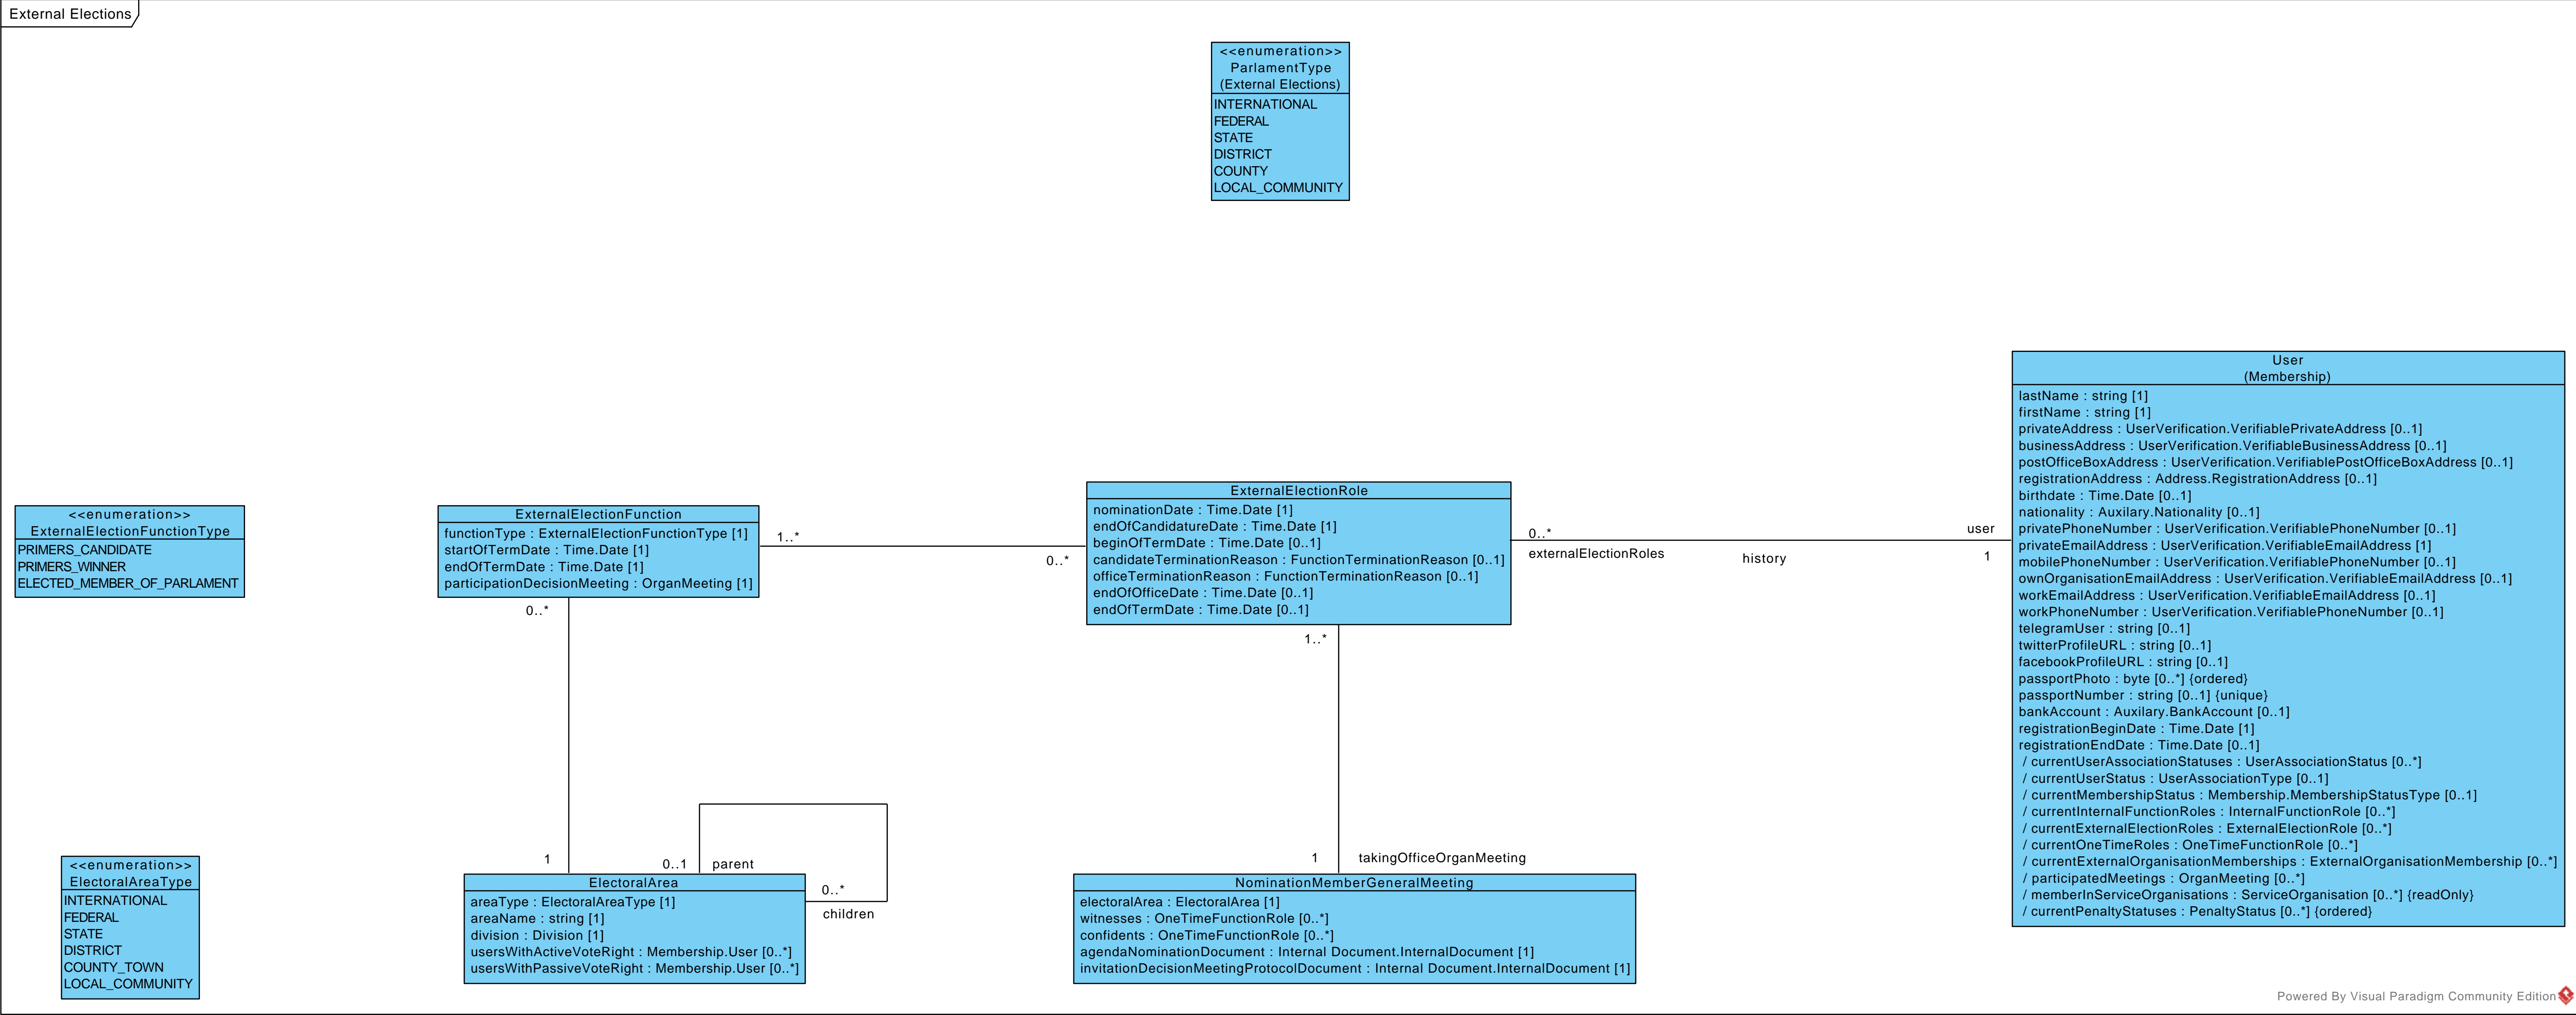 External Elections
<<enumeration>>
ParlamentType
(External Elections)
INTERNATIONAL
FEDERAL
STATE
DISTRICT
COUNTY
LOCAL_COMMUNITY
User
(Membership)
lastName : string [1]
firstName : string [1]
privateAddress : UserVerification.VerifiablePrivateAddress [0..1]
businessAddress : UserVerification.VerifiableBusinessAddress [0..1]
postOfficeBoxAddress : UserVerification.VerifiablePostOfficeBoxAddress [0..1]
registrationAddress : Address.RegistrationAddress [0..1]
birthdate : Time.Date [0..1]
nationality : Auxilary.Nationality [0..1]
privatePhoneNumber : UserVerification.VerifiablePhoneNumber [0..1]
privateEmailAddress : UserVerification.VerifiableEmailAddress [1]
mobilePhoneNumber : UserVerification.VerifiablePhoneNumber [0..1]
ownOrganisationEmailAddress : UserVerification.VerifiableEmailAddress [0..1]
workEmailAddress : UserVerification.VerifiableEmailAddress [0..1]
workPhoneNumber : UserVerification.VerifiablePhoneNumber [0..1]
telegramUser : string [0..1]
twitterProfileURL : string [0..1]
facebookProfileURL : string [0..1]
passportPhoto : byte [0..*] {ordered}
passportNumber : string [0..1] {unique}
bankAccount : Auxilary.BankAccount [0..1]
registrationBeginDate : Time.Date [1]
registrationEndDate : Time.Date [0..1]
/ currentUserAssociationStatuses : UserAssociationStatus [0..*]
/ currentUserStatus : UserAssociationType [0..1]
/ currentMembershipStatus : Membership.MembershipStatusType [0..1]
/ currentInternalFunctionRoles : InternalFunctionRole [0..*]
/ currentExternalElectionRoles : ExternalElectionRole [0..*]
/ currentOneTimeRoles : OneTimeFunctionRole [0..*]
/ currentExternalOrganisationMemberships : ExternalOrganisationMembership [0..*]
/ participatedMeetings : OrganMeeting [0..*]
/ memberInServiceOrganisations : ServiceOrganisation [0..*] {readOnly}
/ currentPenaltyStatuses : PenaltyStatus [0..*] {ordered}
<<enumeration>>
ExternalElectionFunctionType
PRIMERS_CANDIDATE
PRIMERS_WINNER
ELECTED_MEMBER_OF_PARLAMENT
ExternalElectionFunction
functionType : ExternalElectionFunctionType [1]
startOfTermDate : Time.Date [1]
endOfTermDate : Time.Date [1]
participationDecisionMeeting : OrganMeeting [1]
1..*
0..*
ExternalElectionRole
nominationDate : Time.Date [1]
endOfCandidatureDate : Time.Date [1]
beginOfTermDate : Time.Date [0..1]
candidateTerminationReason : FunctionTerminationReason [0..1]
officeTerminationReason : FunctionTerminationReason [0..1]
endOfOfficeDate : Time.Date [0..1]
endOfTermDate : Time.Date [0..1]
0..*
externalElectionRoles
history
user
1
0..*
1
1..*
1
takingOfficeOrganMeeting
0..1
parent
0..*
children
<<enumeration>>
ElectoralAreaType
INTERNATIONAL
FEDERAL
STATE
DISTRICT
COUNTY_TOWN
LOCAL_COMMUNITY
ElectoralArea
areaType : ElectoralAreaType [1]
areaName : string [1]
division : Division [1]
usersWithActiveVoteRight : Membership.User [0..*]
usersWithPassiveVoteRight : Membership.User [0..*]
NominationMemberGeneralMeeting
electoralArea : ElectoralArea [1]
witnesses : OneTimeFunctionRole [0..*]
confidents : OneTimeFunctionRole [0..*]
agendaNominationDocument : Internal Document.InternalDocument [1]
invitationDecisionMeetingProtocolDocument : Internal Document.InternalDocument [1]
Powered By Visual Paradigm Community Edition